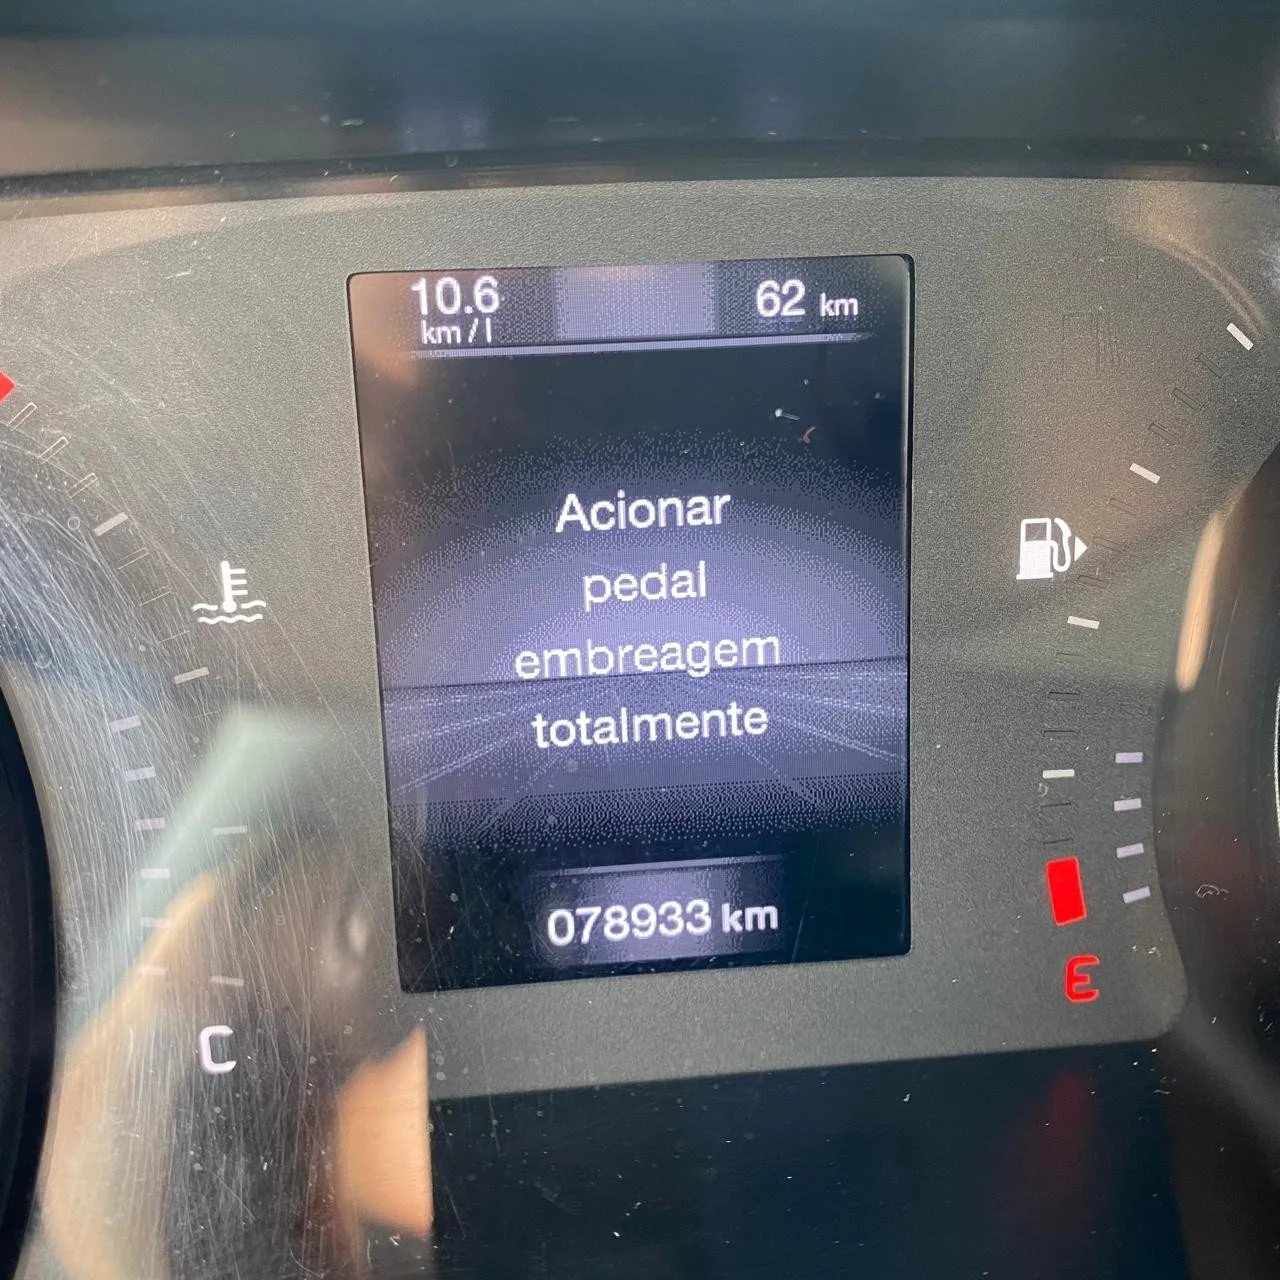 10.6 62 km
km/l
Acionar
pedal
embreagem
totalmente
078933 km
C E